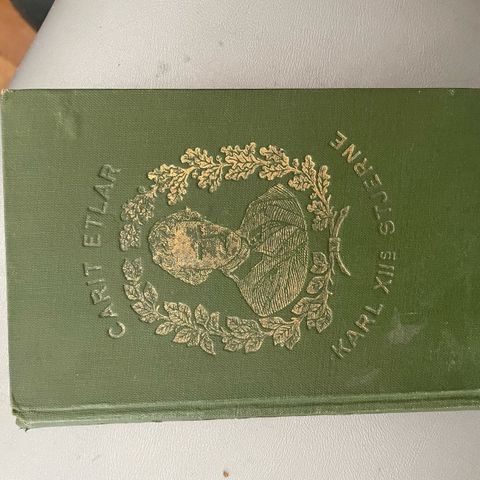 CARIT ETLAR
KARL XIIs STJERNE